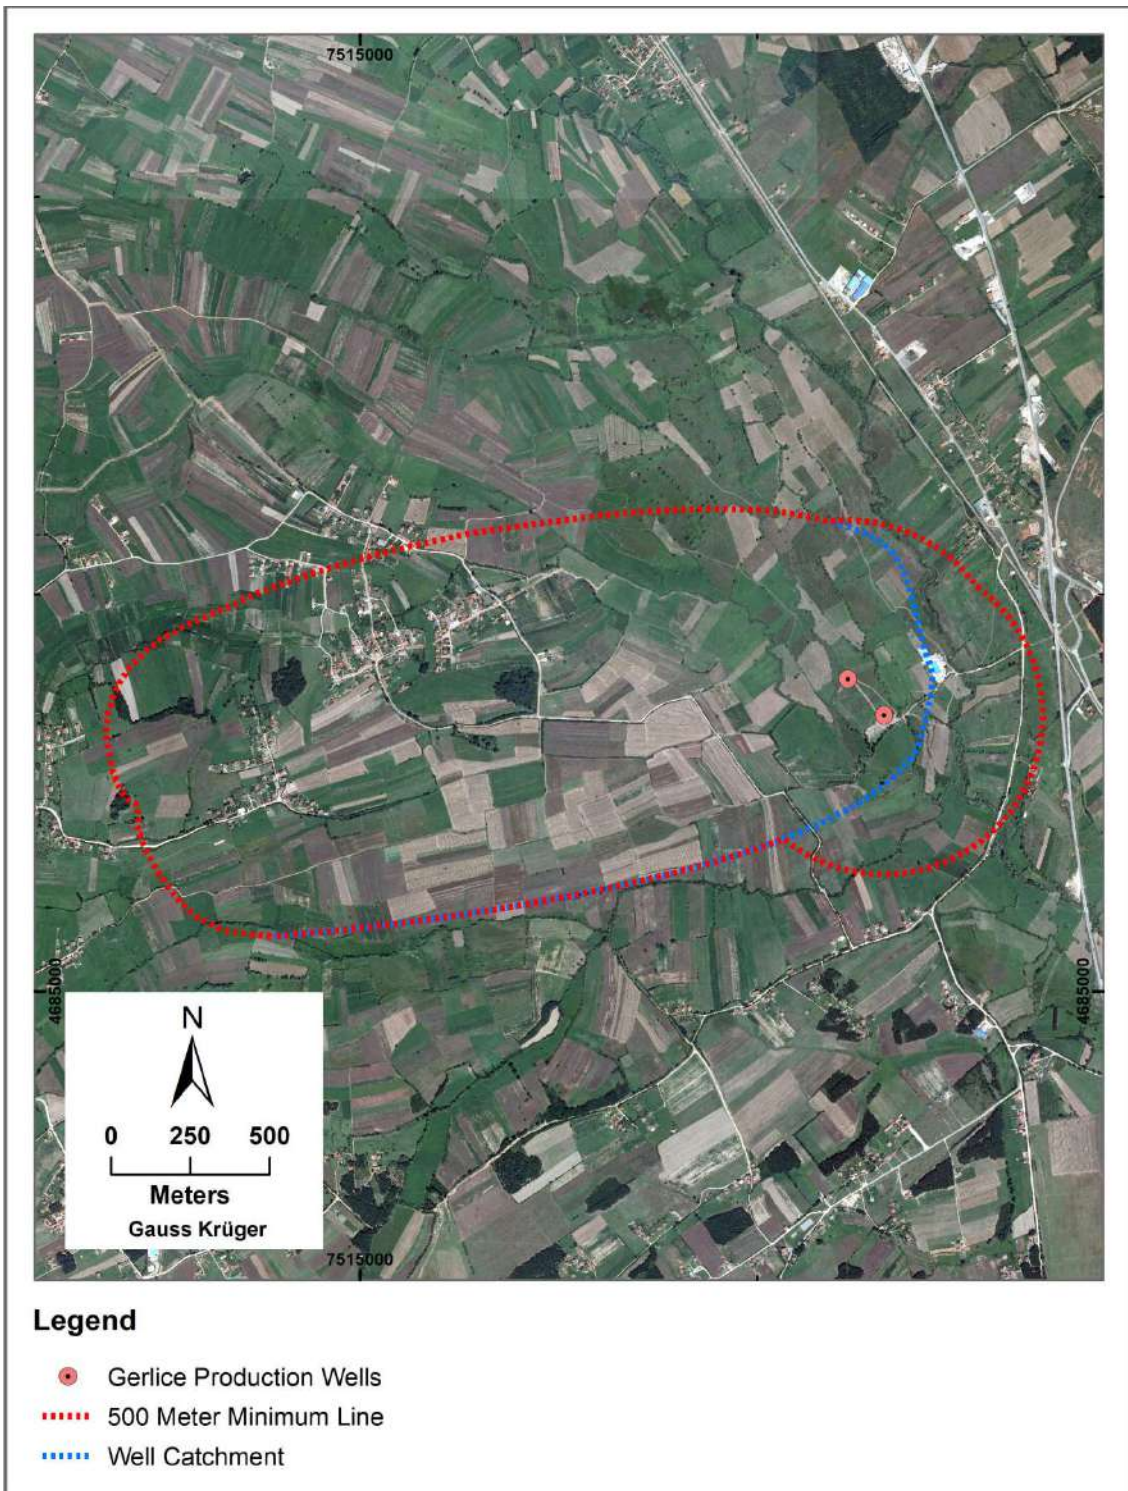 7515000
4685000
4685000
N
0 250 500
Meters
Gauss Krüger
7515000
Legend
Gerlice Production Wells
500 Meter Minimum Line
Well Catchment